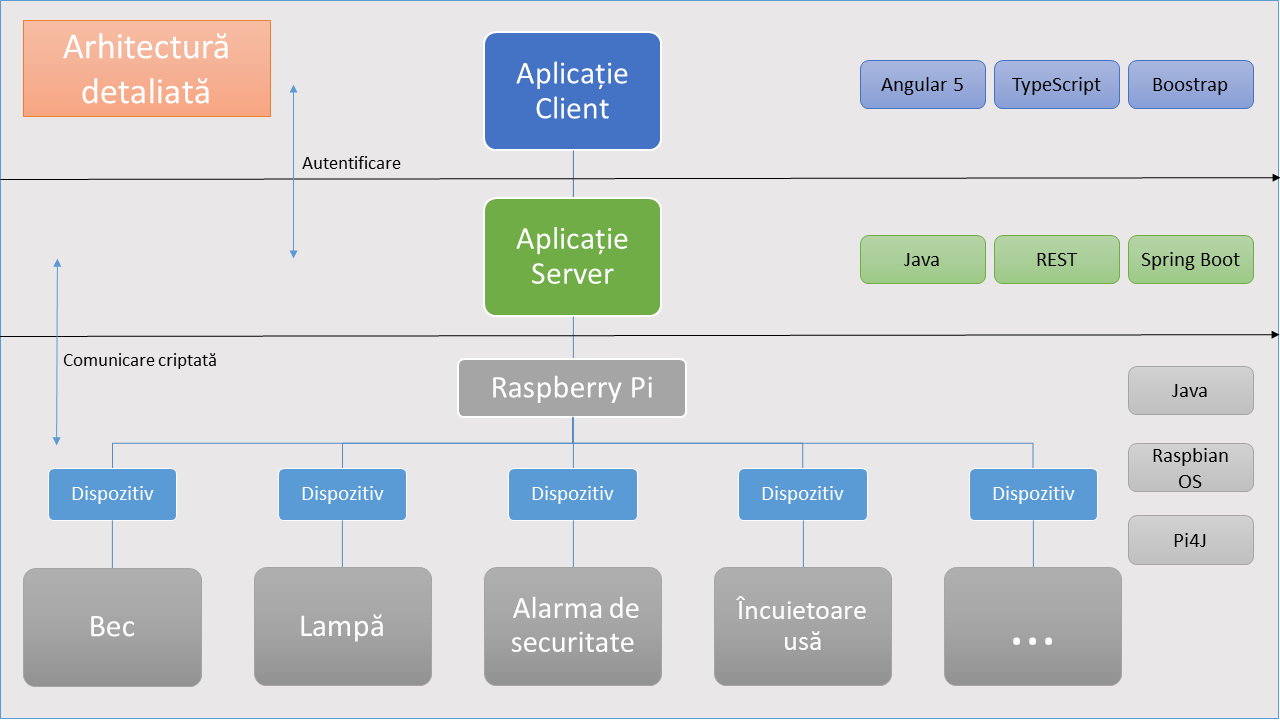 Arhitectură
detaliată
Aplicație
Client
Angular 5
TypeScript
Boostrap
Autentificare
Aplicație
Server
Java
REST
Spring Boot
Comunicare criptată
Raspberry Pi
Java
Raspbian
OS
Pi4J
Dispozitiv
Dispozitiv
Dispozitiv
Dispozitiv
Dispozitiv
Bec
Lampă
Alarma de
securitate
Încuietoare
usă
...